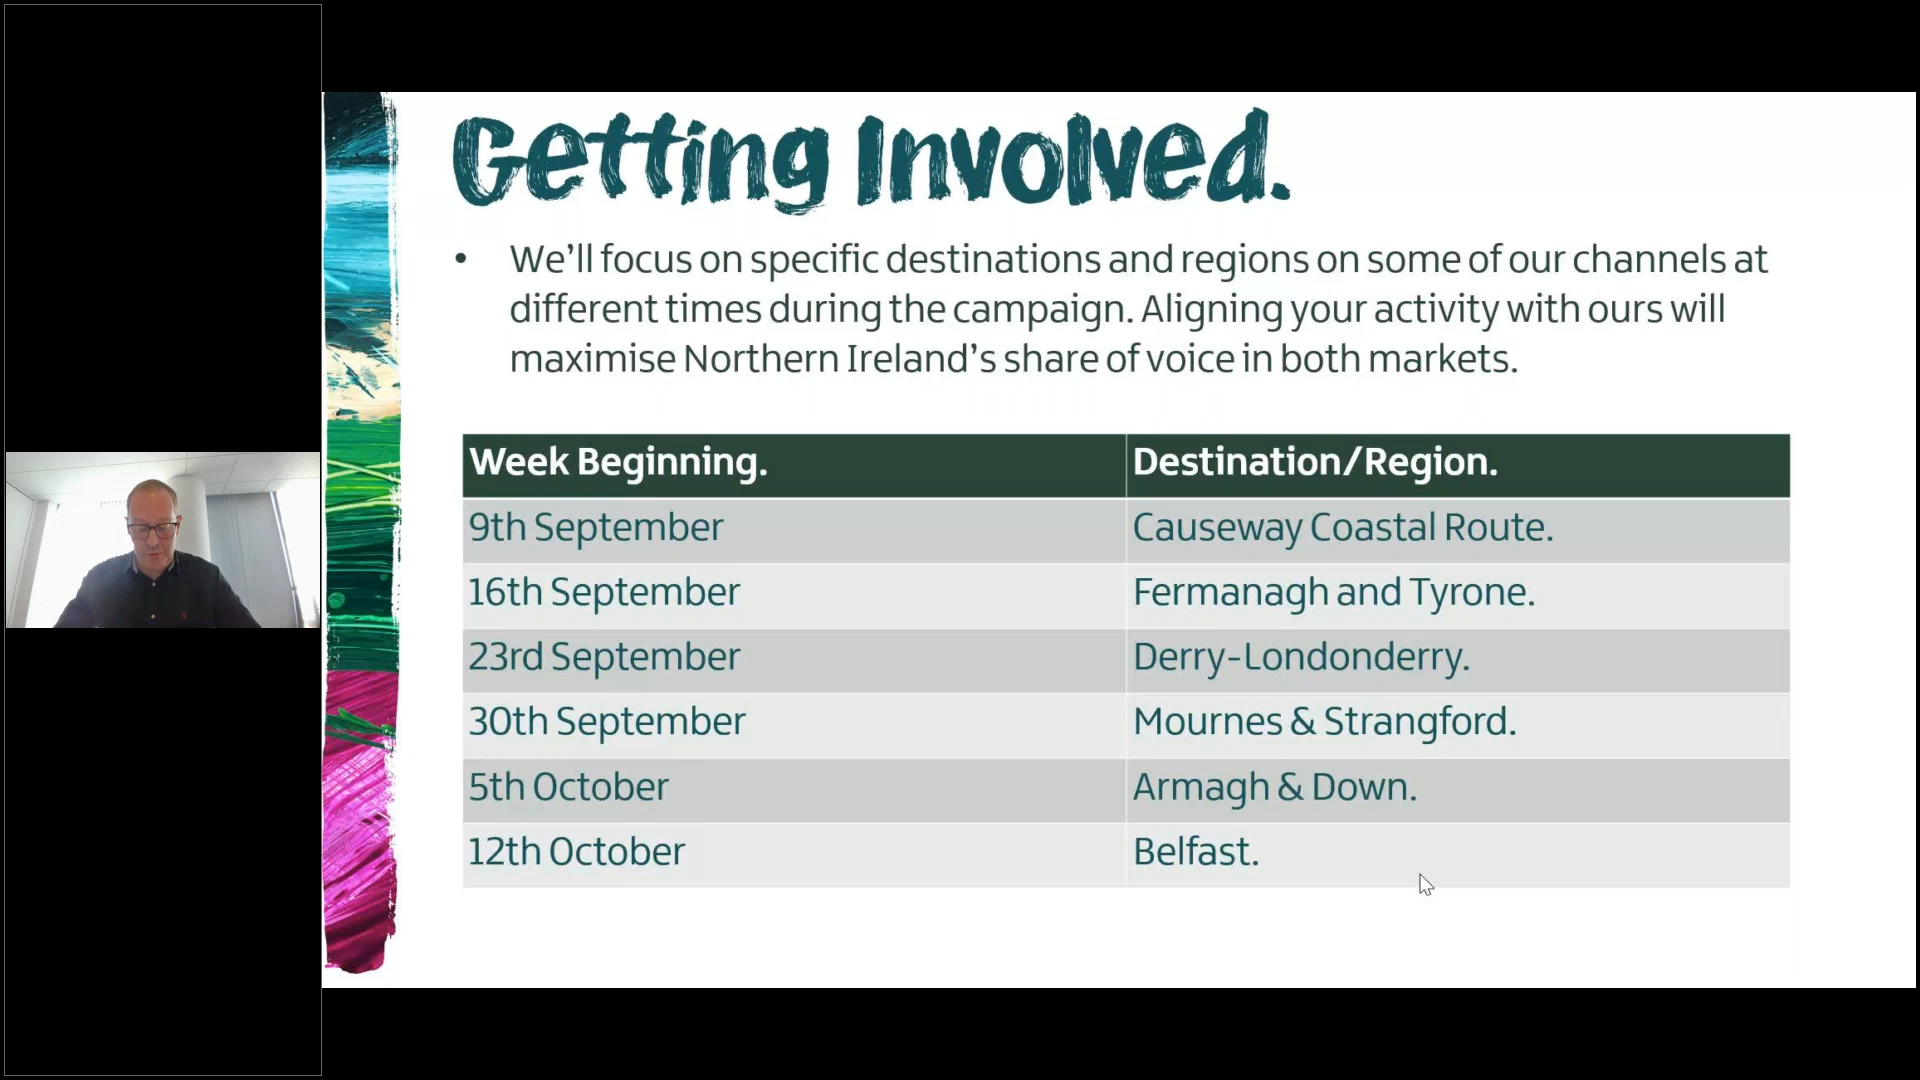 Getting Involved.
• We’ll focus on specific destinations and regions on some of our channels at
different times during the campaign. Aligning your activity with ours will
maximise Northern Ireland’s share of voice in both markets.
Week Beginning. Destination/Region.
9th September Causeway Coastal Route.
16th September Fermanagh and Tyrone.
23rd September Derry-Londonderry.
30th September Mournes & Strangford.
5th October Armagh & Down.
12th October Belfast.